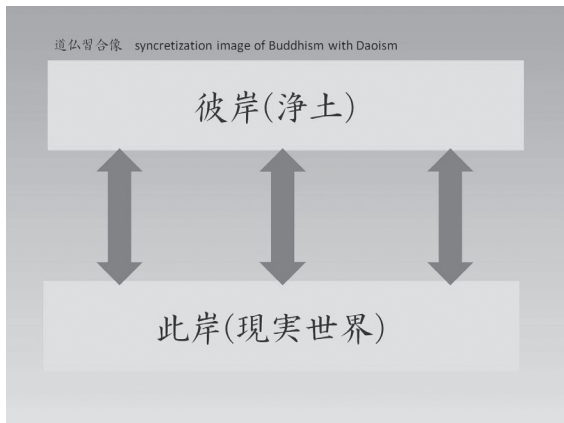 道仏習合像 syncretization image of Buddhism with Daoism
彼岸(浄土)
此岸(現実世界)